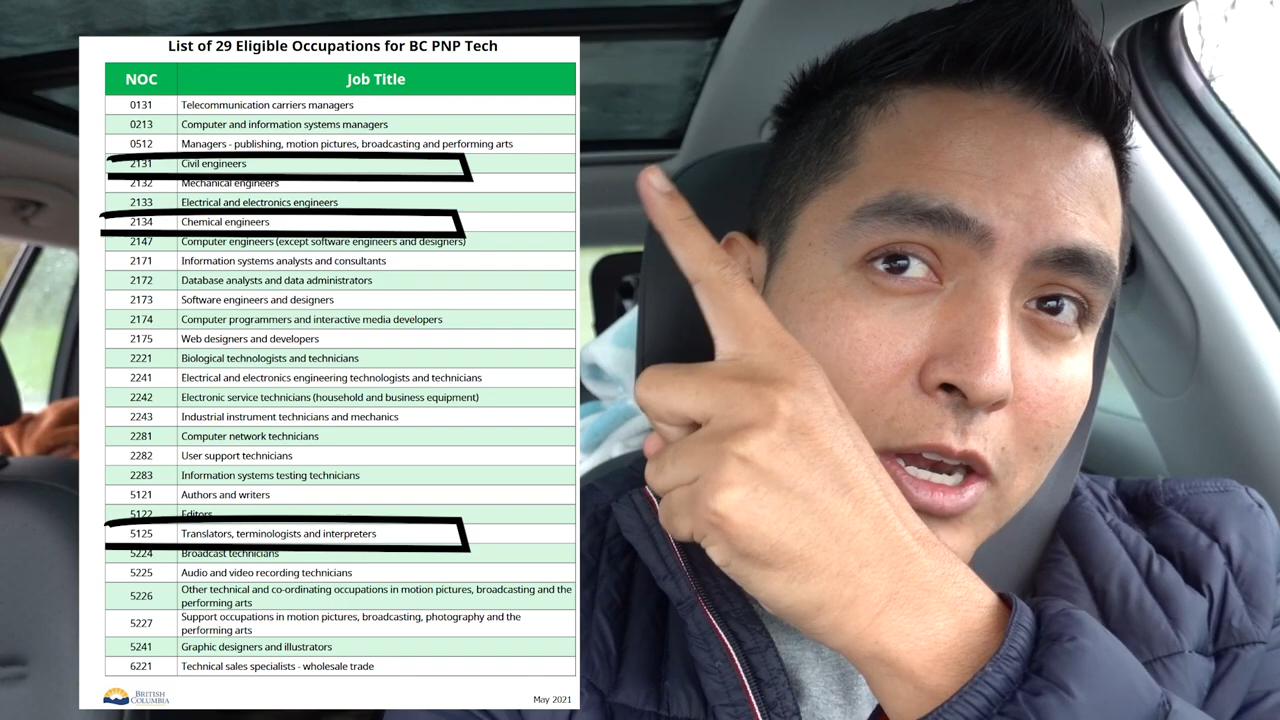 List of 29 Eligible Occupations for BC PNP Tech
NOC Job Title
0131 Telecommunication carriers managers
0213 Computer and information systems managers
0512 Managers - publishing, motion pictures, broadcasting and performing arts
2131 Civil engineers
2132 Mechanical engineers
2133 Electrical and electronics engineers
2134 Chemical engineers
2147 Computer engineers (except software engineers and designers)
2171 Information systems analysts and consultants
2172 Database analysts and data administrators
2173 Software engineers and designers
2174 Computer programmers and interactive media developers
2175 Web designers and developers
2221 Biological technologists and technicians
2241 Electrical and electronics engineering technologists and technicians
2242 Electronic service technicians (household and business equipment)
2243 Industrial instrument technicians and mechanics
2281 Computer network technicians
2282 User support technicians
2283 Information systems testing technicians
5121 Authors and writers
5122 Editors
5125 Translators, terminologists and interpreters
5224 Broadcast technicians
5225 Audio and video recording technicians
5226 Other technical and co-ordinating occupations in motion pictures, broadcasting and the
performing arts
5227 Support occupations in motion pictures, broadcasting, photography and the
performing arts
5241 Graphic designers and illustrators
6221 Technical sales specialists - wholesale trade
BRITISH
COLUMBIA
May 2021